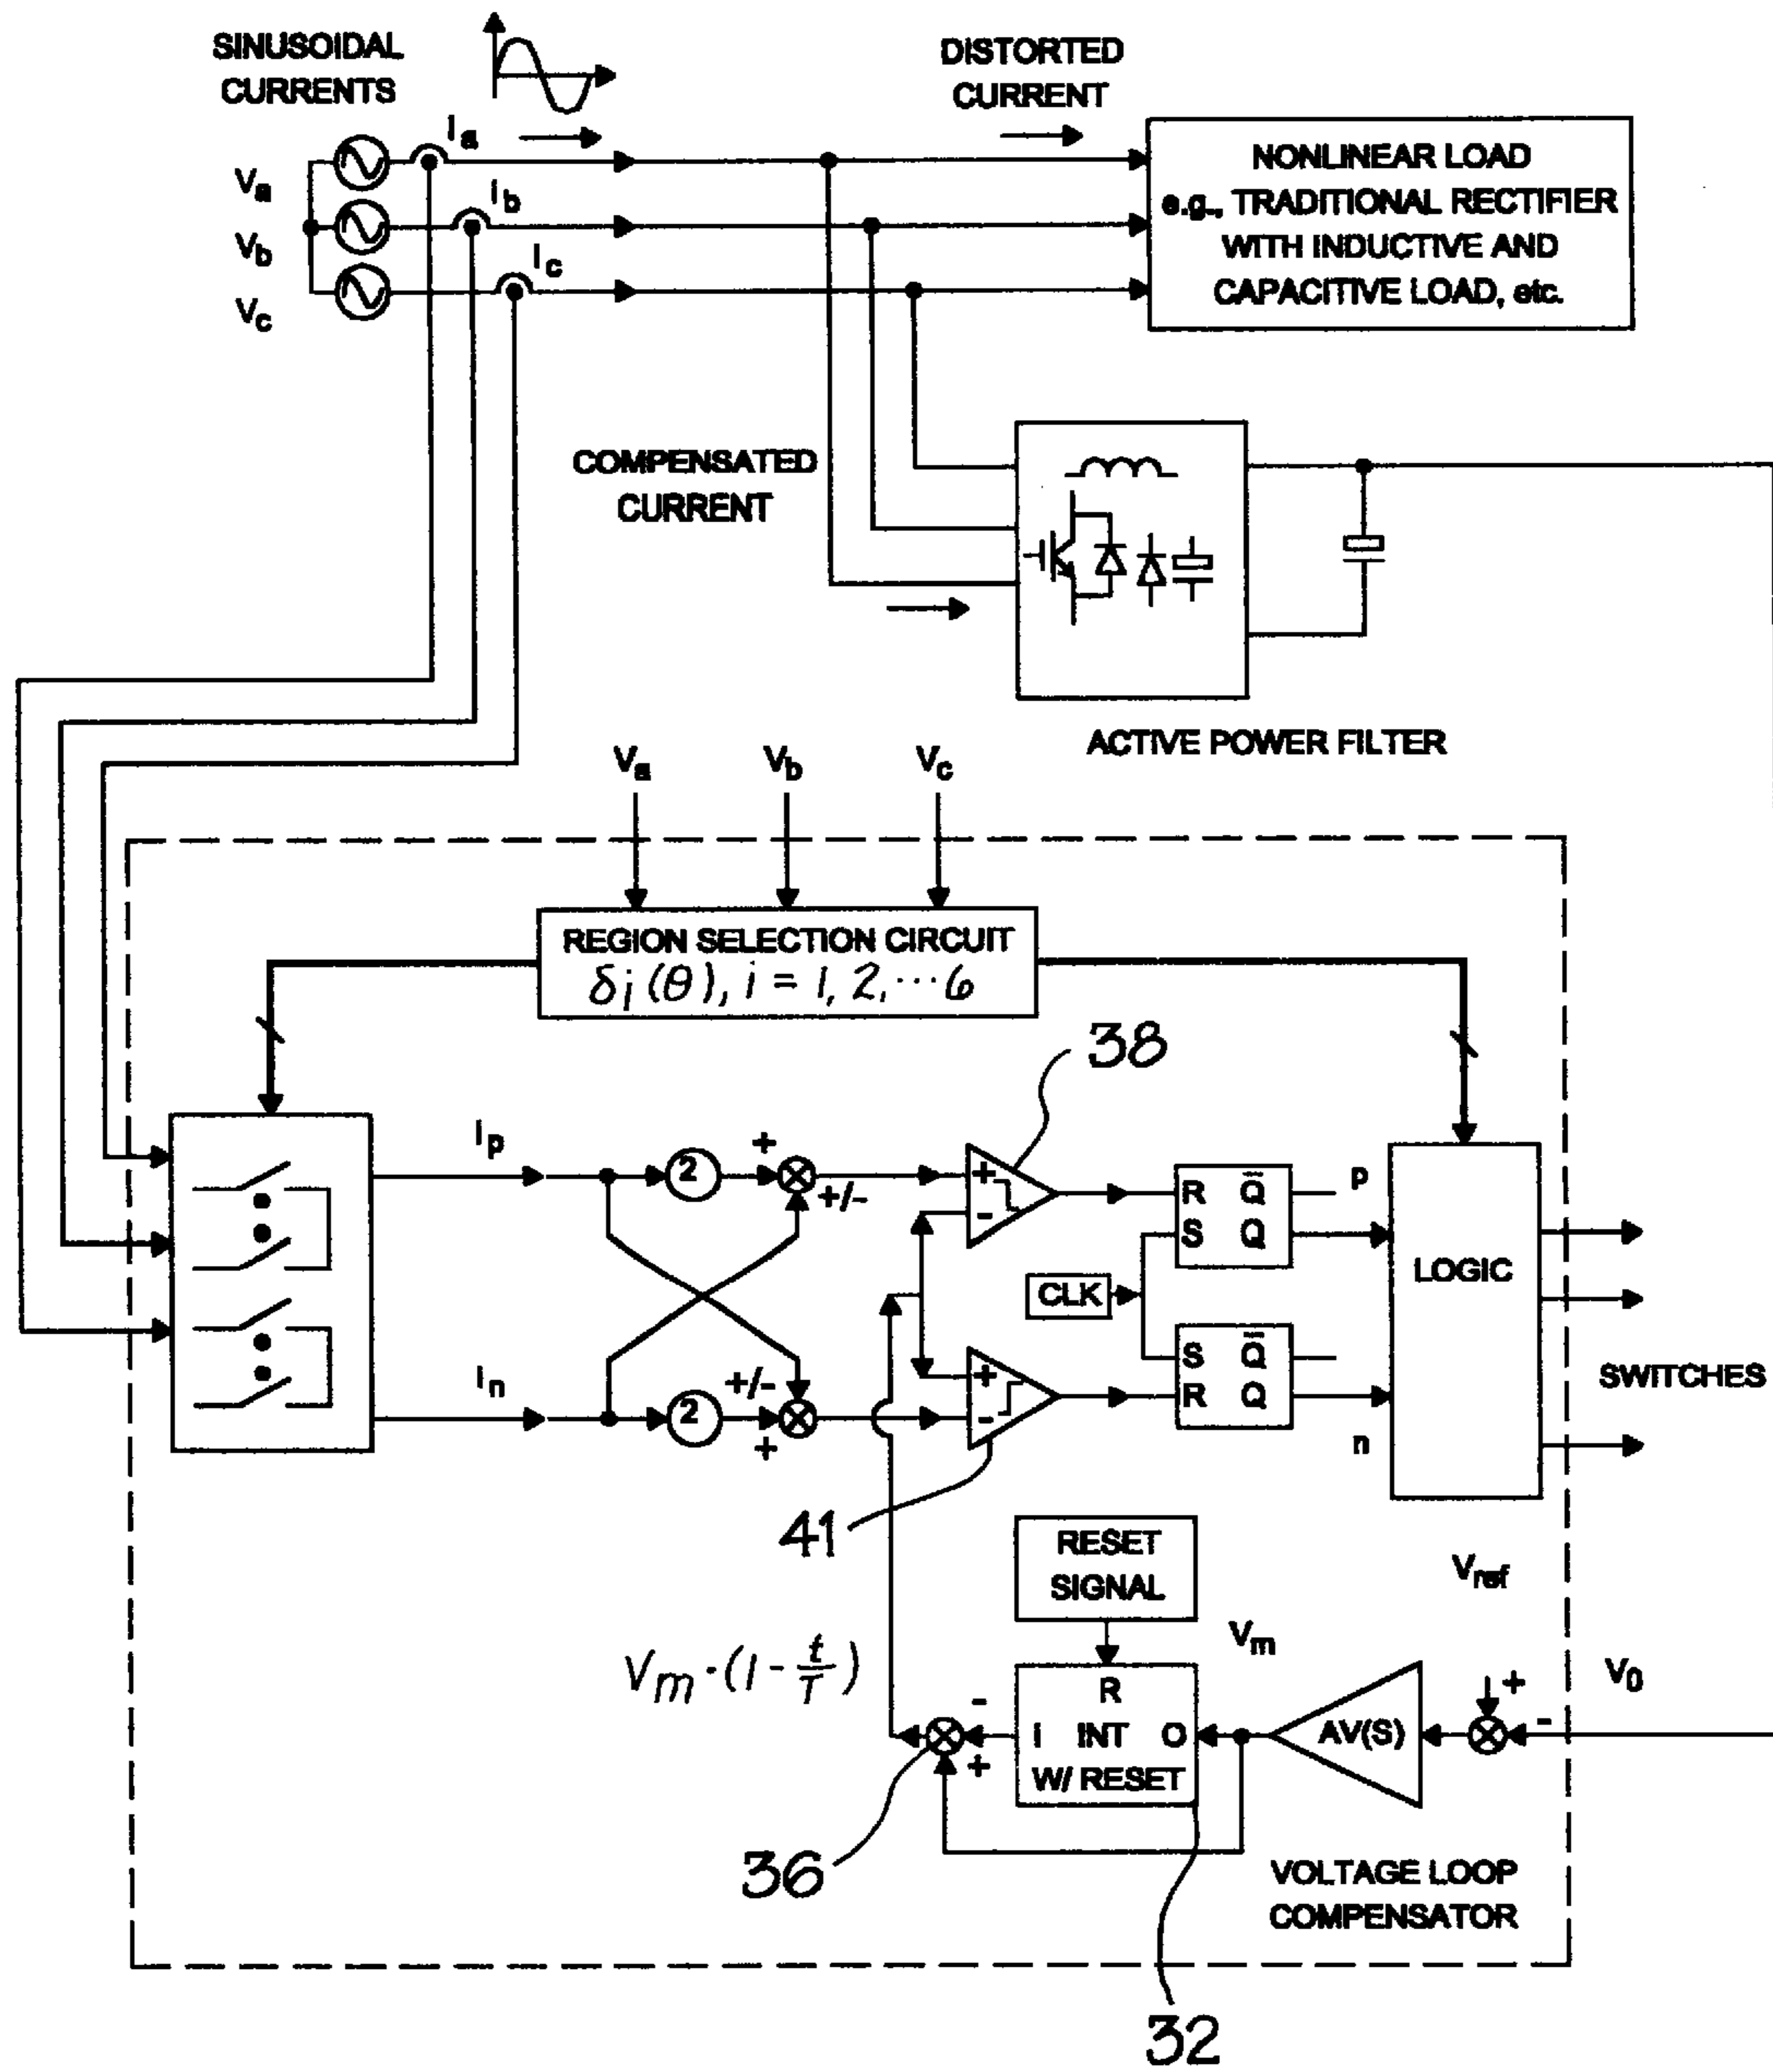 SINUSOIDAL
CURRENTS
DISTORTED
CURRENT
Va
Vb
Vc
Ia
Ib
Ic
NONLINEAR LOAD
e.g., TRADITIONAL RECTIFIER
WITH INDUCTIVE AND
CAPACITIVE LOAD, etc.
COMPENSATED
CURRENT
ACTIVE POWER FILTER
Va
Vb
Vc
REGION SELECTION CIRCUIT
δi(θ), i = 1, 2, ⋯ 6
38
Ip
2
+
+/-
+
-
R Q̄
S Q
p
CLK
LOGIC
In
2
+/-
+
+
-
S Q̄
R Q
n
SWITCHES
41
RESET
SIGNAL
Vref
Vm · (1 - t/T)
Vm
V0
-
+
R
I INT O
W/ RESET
AV(S)
+
-
36
VOLTAGE LOOP
COMPENSATOR
32